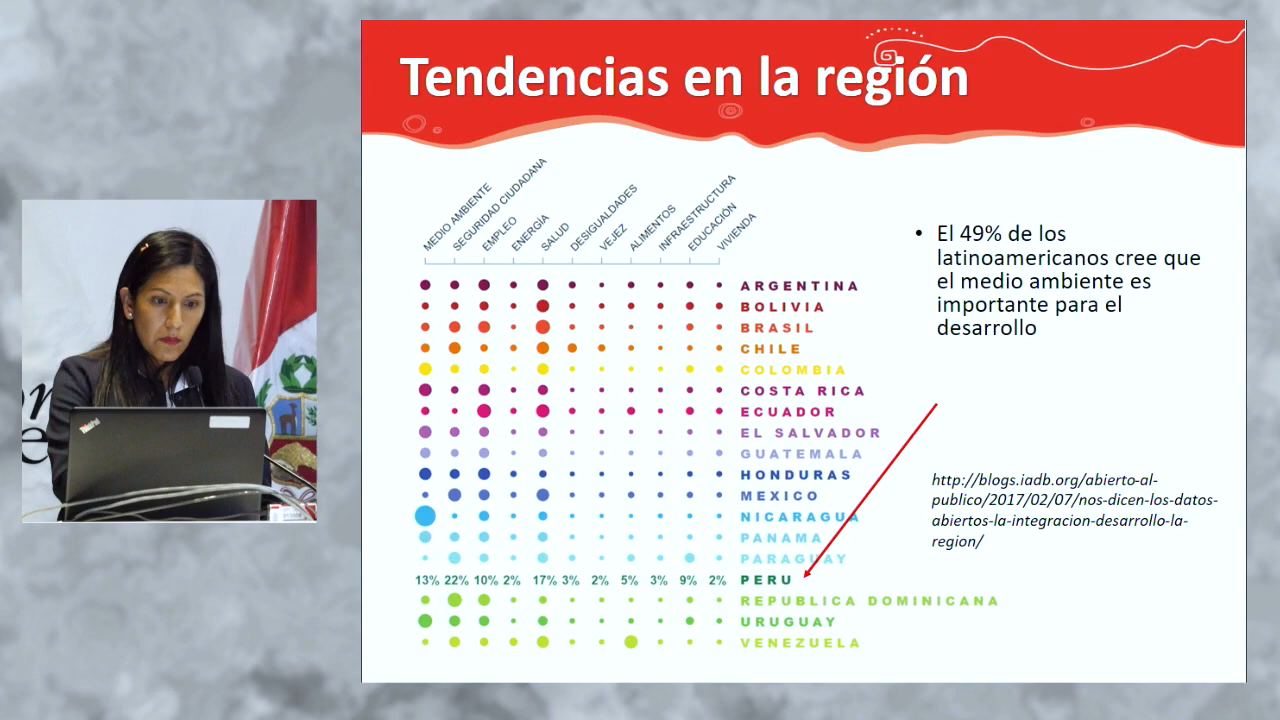 Tendencias en la región
MEDIO AMBIENTE
SEGURIDAD CIUDADANA
EMPLEO
ENERGÍA
SALUD
DESIGUALDADES
VEJEZ
ALIMENTOS
INFRAESTRUCTURA
EDUCACIÓN
VIVIENDA
ARGENTINA
BOLIVIA
BRASIL
CHILE
COLOMBIA
COSTA RICA
ECUADOR
EL SALVADOR
GUATEMALA
HONDURAS
MEXICO
NICARAGUA
PANAMA
PARAGUAY
13% 22% 10% 2% 17% 3% 2% 5% 3% 9% 2% PERU
REPUBLICA DOMINICANA
URUGUAY
VENEZUELA
• El 49% de los
latinoamericanos cree que
el medio ambiente es
importante para el
desarrollo
http://blogs.iadb.org/abierto-al-
publico/2017/02/07/nos-dicen-los-datos-
abiertos-la-integracion-desarrollo-la-
region/
ThinkPad